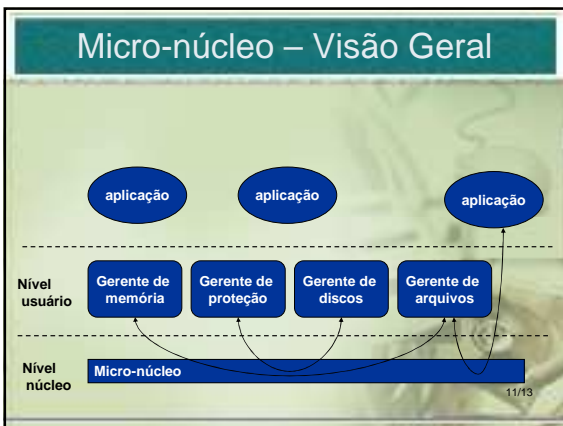 Micro-núcleo – Visão Geral
aplicação
aplicação
aplicação
Nível
usuário
Gerente de
memória
Gerente de
proteção
Gerente de
discos
Gerente de
arquivos
Nível
núcleo
Micro-núcleo
11/13